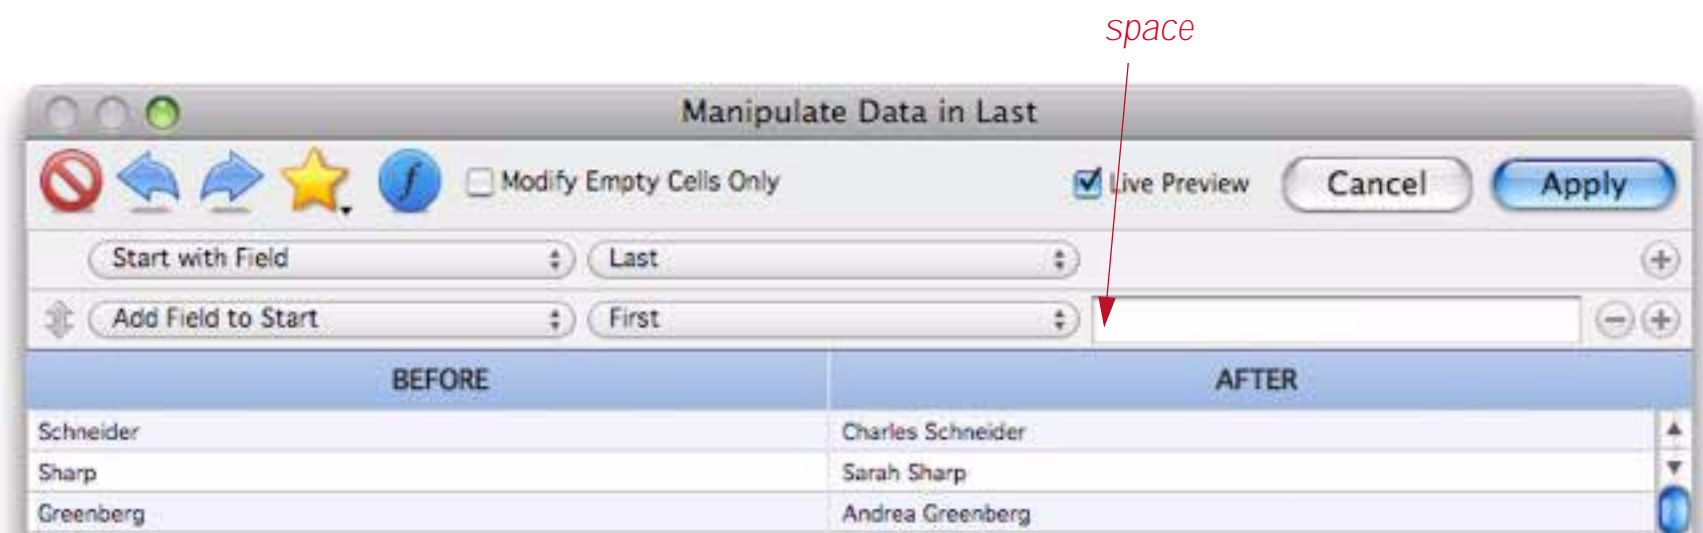 space
Manipulate Data in Last
f Modify Empty Cells Only Live Preview Cancel Apply
Start with Field Last
Add Field to Start First
BEFORE AFTER
Schneider Charles Schneider
Sharp Sarah Sharp
Greenberg Andrea Greenberg